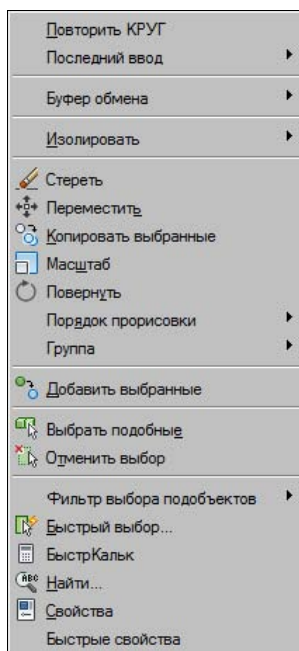 Повторить КРУГ
Последний ввод
Буфер обмена
Изолировать
Стереть
Переместить
Копировать выбранные
Масштаб
Повернуть
Порядок прорисовки
Группа
Добавить выбранные
Выбрать подобные
Отменить выбор
Фильтр выбора подобъектов
Быстрый выбор...
БыстрКальк
Найти...
Свойства
Быстрые свойства